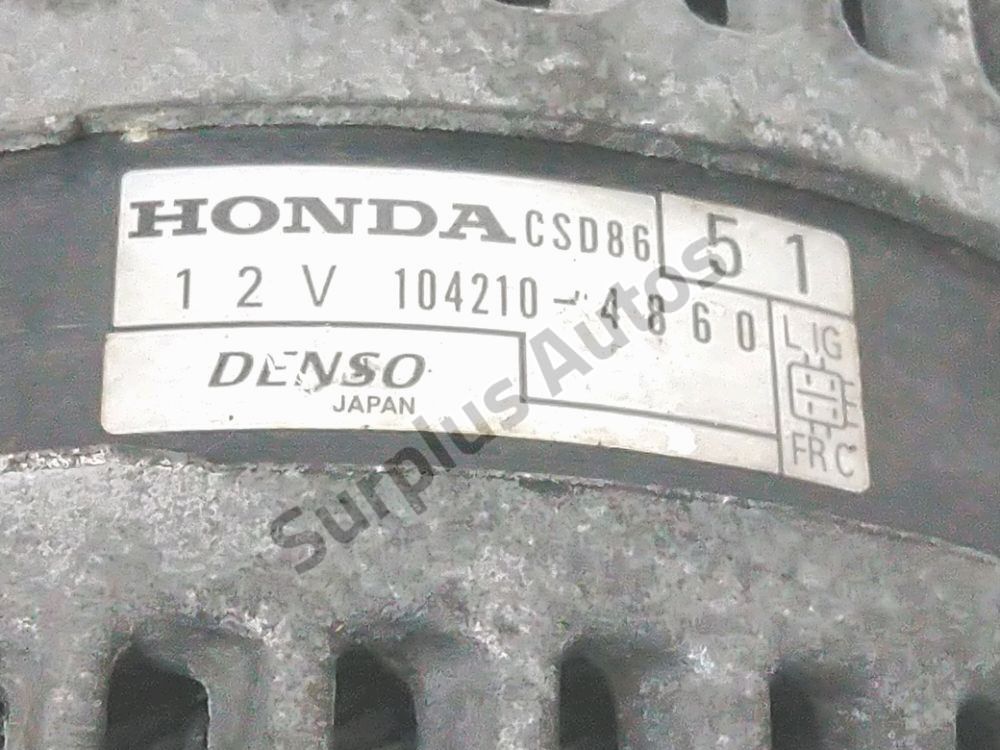 HONDA CSD86 51
12V 104210-4860
DENSO
JAPAN
L IG
FR C
Surplus Autos